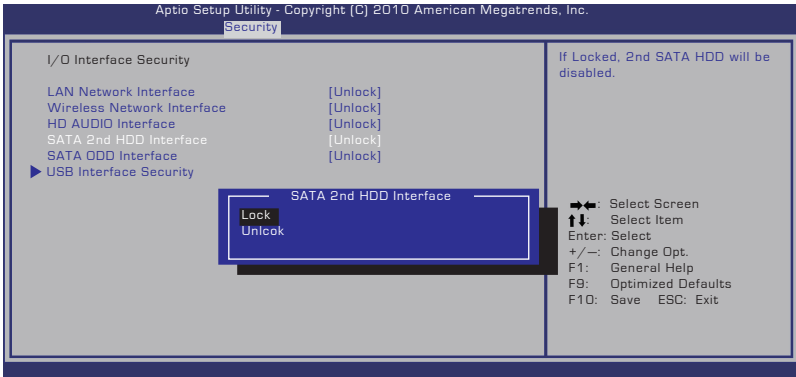 Aptio Setup Utility - Copyright (C) 2010 American Megatrends, Inc.
Security
I/O Interface Security
LAN Network Interface [Unlock]
Wireless Network Interface [Unlock]
HD AUDIO Interface [Unlock]
SATA 2nd HDD Interface [Unlock]
SATA ODD Interface [Unlock]
USB Interface Security
SATA 2nd HDD Interface
Lock
Unlcok
If Locked, 2nd SATA HDD will be
disabled.
: Select Screen
: Select Item
Enter: Select
+/—: Change Opt.
F1: General Help
F9: Optimized Defaults
F10: Save ESC: Exit